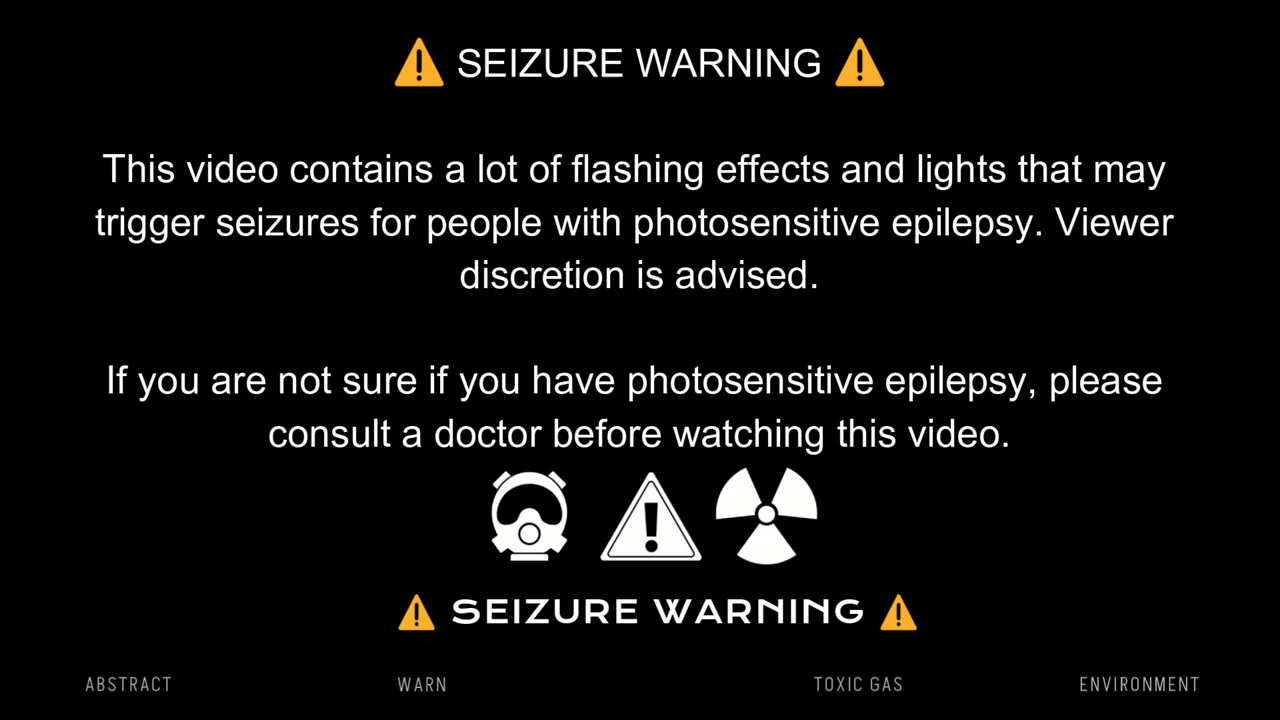 ⚠️ SEIZURE WARNING ⚠️
This video contains a lot of flashing effects and lights that may
trigger seizures for people with photosensitive epilepsy. Viewer
discretion is advised.
If you are not sure if you have photosensitive epilepsy, please
consult a doctor before watching this video.
⚠️ SEIZURE WARNING ⚠️
ABSTRACT WARN TOXIC GAS ENVIRONMENT